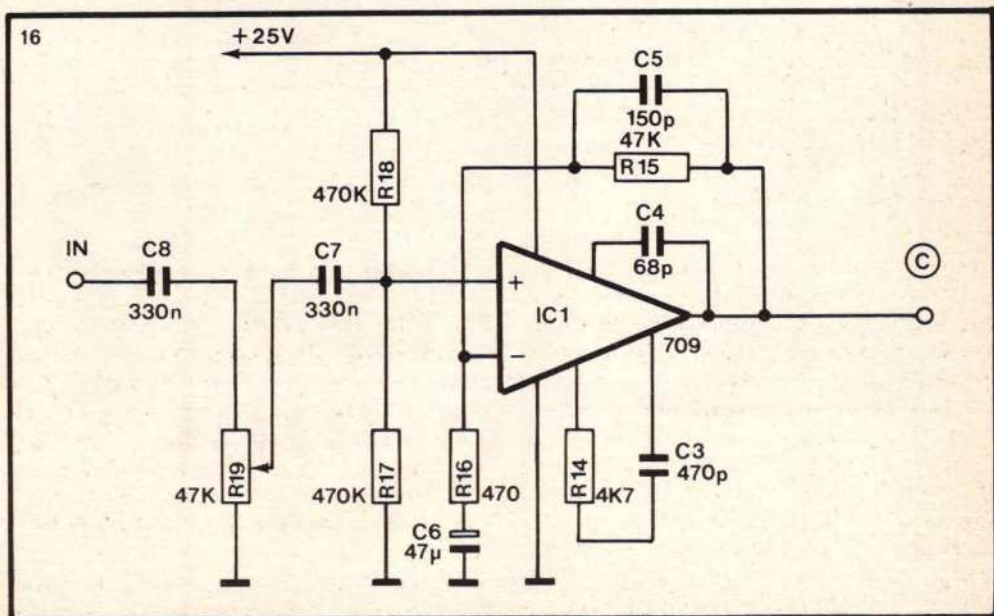 16
+25V
C5
150p
47K
R15
R18
470K
C4
68p
IN
C8
330n
C7
330n
+
IC1
−
709
C
R19
47K
R17
470K
R16
470
C6
47µ
R14
4K7
C3
470p